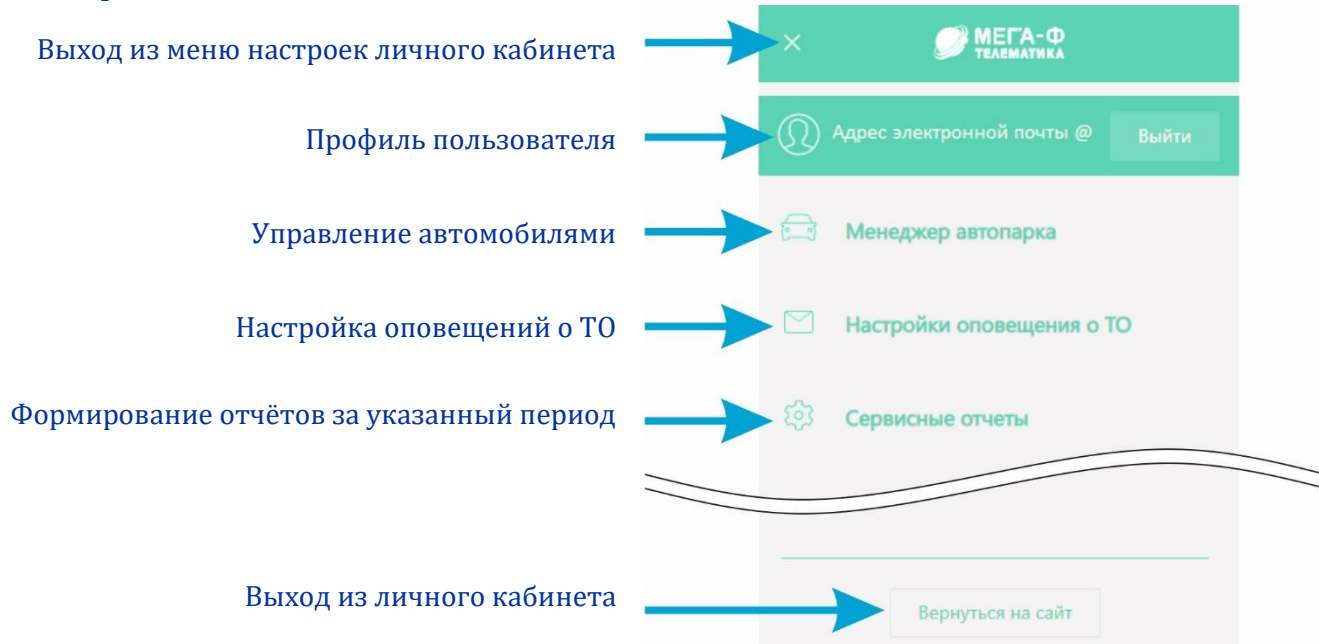 Выход из меню настроек личного кабинета
×
МЕГА-Ф
ТЕЛЕМАТИКА
Профиль пользователя
Адрес электронной почты @
Выйти
Управление автомобилями
Менеджер автопарка
Настройка оповещений о ТО
Настройки оповещения о ТО
Формирование отчётов за указанный период
Сервисные отчеты
Выход из личного кабинета
Вернуться на сайт